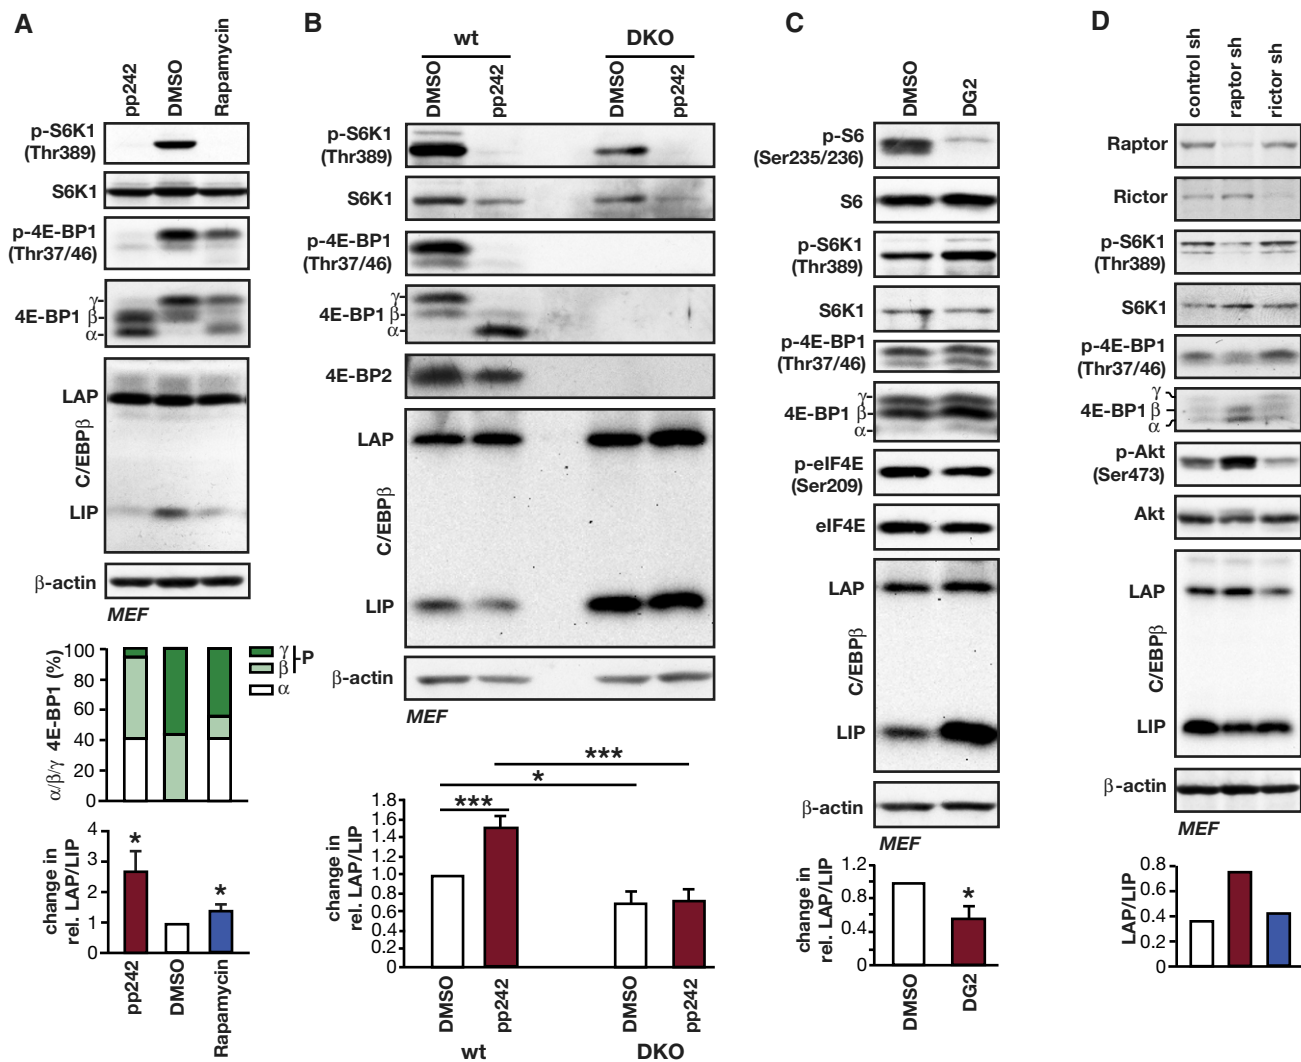 A
pp242
DMSO
Rapamycin
p-S6K1
(Thr389)
S6K1
p-4E-BP1
(Thr37/46)
4E-BP1
γ
β
α
LAP
C/EBPβ
LIP
β-actin
MEF
α/β/γ 4E-BP1 (%)
100
80
60
40
20
0
γ
β
P
α
change in
rel. LAP/LIP
4
3
2
1
0
*
*
pp242
DMSO
Rapamycin
B
wt
DKO
DMSO
pp242
DMSO
pp242
p-S6K1
(Thr389)
S6K1
p-4E-BP1
(Thr37/46)
4E-BP1
γ
β
α
4E-BP2
LAP
C/EBPβ
LIP
β-actin
MEF
***
*
***
change in
rel. LAP/LIP
1.8
1.6
1.4
1.2
1.0
0.8
0.6
0.4
0.2
0
DMSO
pp242
DMSO
pp242
wt
DKO
C
DMSO
DG2
p-S6
(Ser235/236)
S6
p-S6K1
(Thr389)
S6K1
p-4E-BP1
(Thr37/46)
4E-BP1
γ
β
α
p-eIF4E
(Ser209)
eIF4E
LAP
C/EBPβ
LIP
β-actin
MEF
change in
rel. LAP/LIP
1.2
0.8
0.4
0
*
DMSO
DG2
D
control sh
raptor sh
rictor sh
Raptor
Rictor
p-S6K1
(Thr389)
S6K1
p-4E-BP1
(Thr37/46)
4E-BP1
γ
β
α
p-Akt
(Ser473)
Akt
LAP
C/EBPβ
LIP
β-actin
MEF
LAP/LIP
0.8
0.6
0.4
0.2
0